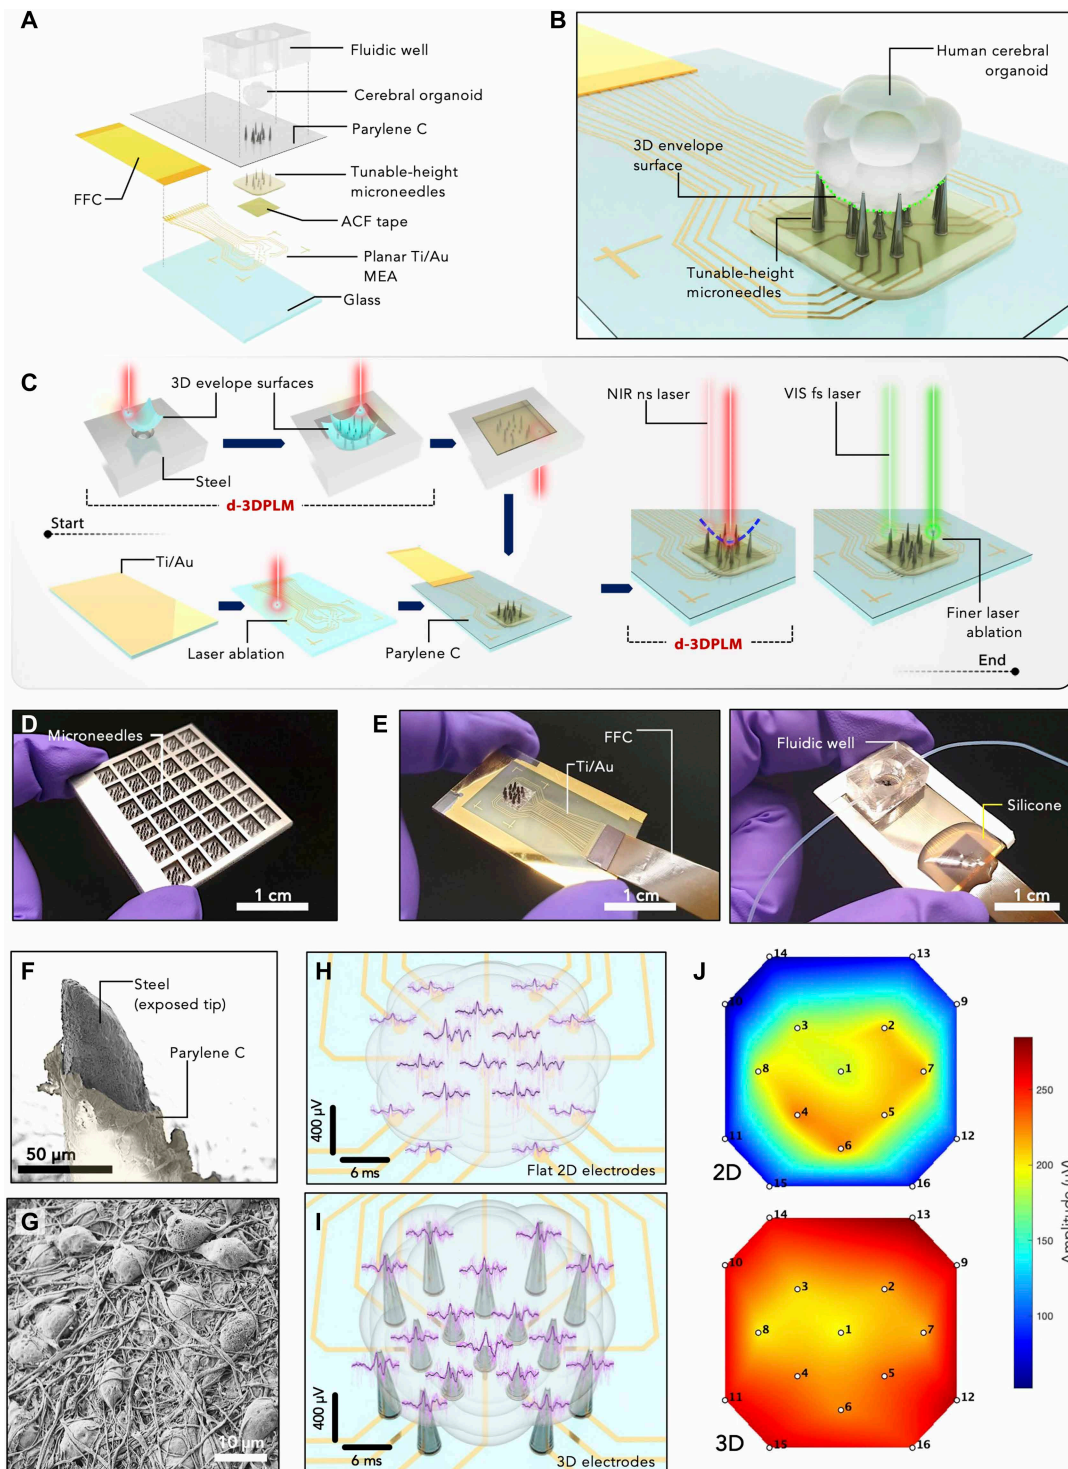 A
Fluidic well
Cerebral organoid
Parylene C
Tunable-height
microneedles
FFC
ACF tape
Planar Ti/Au
MEA
Glass
B
Human cerebral
organoid
3D envelope
surface
Tunable-height
microneedles
C
3D evelope surfaces
Steel
d-3DPLM
Start
Ti/Au
Laser ablation
Parylene C
NIR ns laser
VIS fs laser
d-3DPLM
Finer laser
ablation
End
D
Microneedles
1 cm
E
FFC
Ti/Au
1 cm
Fluidic well
Silicone
1 cm
F
Steel
(exposed tip)
Parylene C
50 µm
G
10 µm
H
400 µV
6 ms
Flat 2D electrodes
I
400 µV
6 ms
3D electrodes
J
14
13
10
9
3
2
8
1
7
4
5
6
11
12
15
16
2D
14
13
10
9
3
2
8
1
7
4
5
6
11
12
15
16
3D
250
200
150
100
Amplitude (µV)